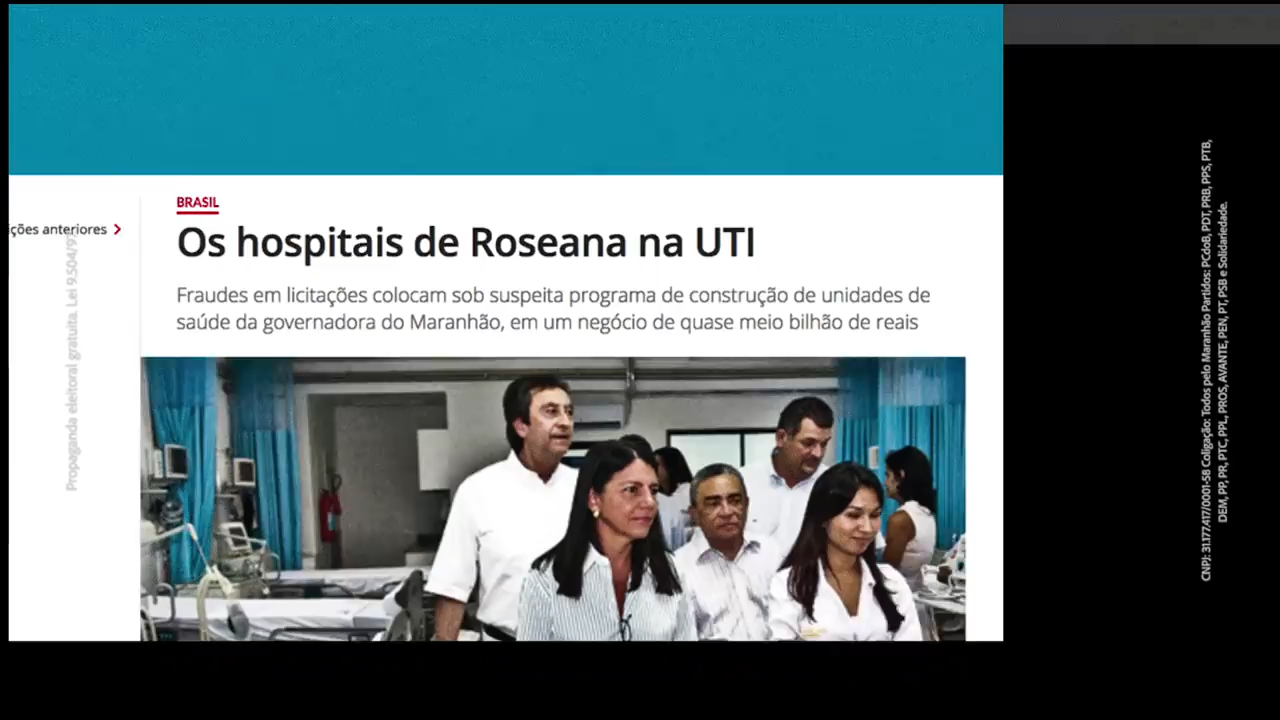 BRASIL
ições anteriores
Os hospitais de Roseana na UTI
Fraudes em licitações colocam sob suspeita programa de construção de unidades de
saúde da governadora do Maranhão, em um negócio de quase meio bilhão de reais
Propaganda eleitoral gratuita. Lei 9.504/97
CNPJ: 31.177.417/0001-58 Coligação: Todos pelo Maranhão Partidos: PCdoB, PDT, PRB, PPS, PTB,
DEM, PP, PR, PTC, PPL, PROS, AVANTE, PEN, PT, PSB e Solidariedade.